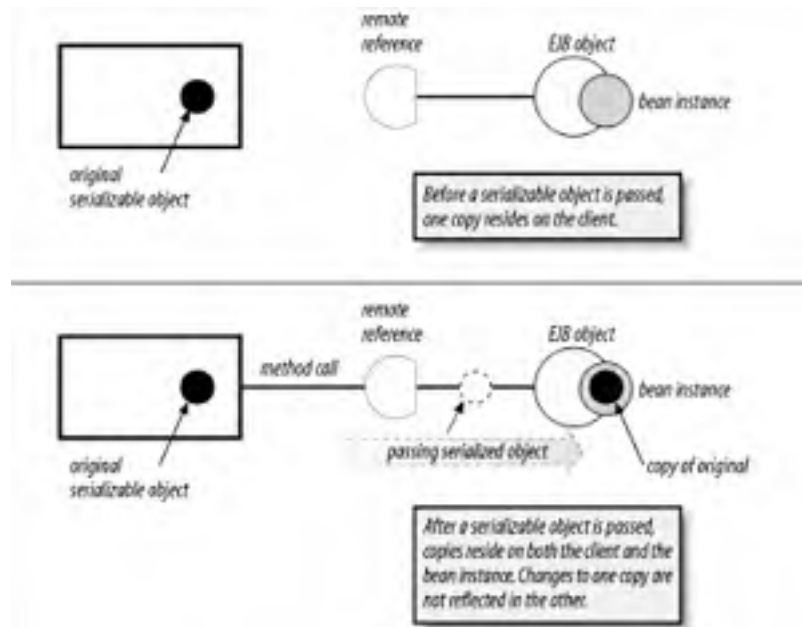 remote
reference
EJB object
bean instance
original
serializable object
Before a serializable object is passed,
one copy resides on the client.
remote
reference
EJB object
method call
bean instance
passing serialized object
original
serializable object
copy of original
After a serializable object is passed,
copies reside on both the client and the
bean instance. Changes to one copy are
not reflected in the other.